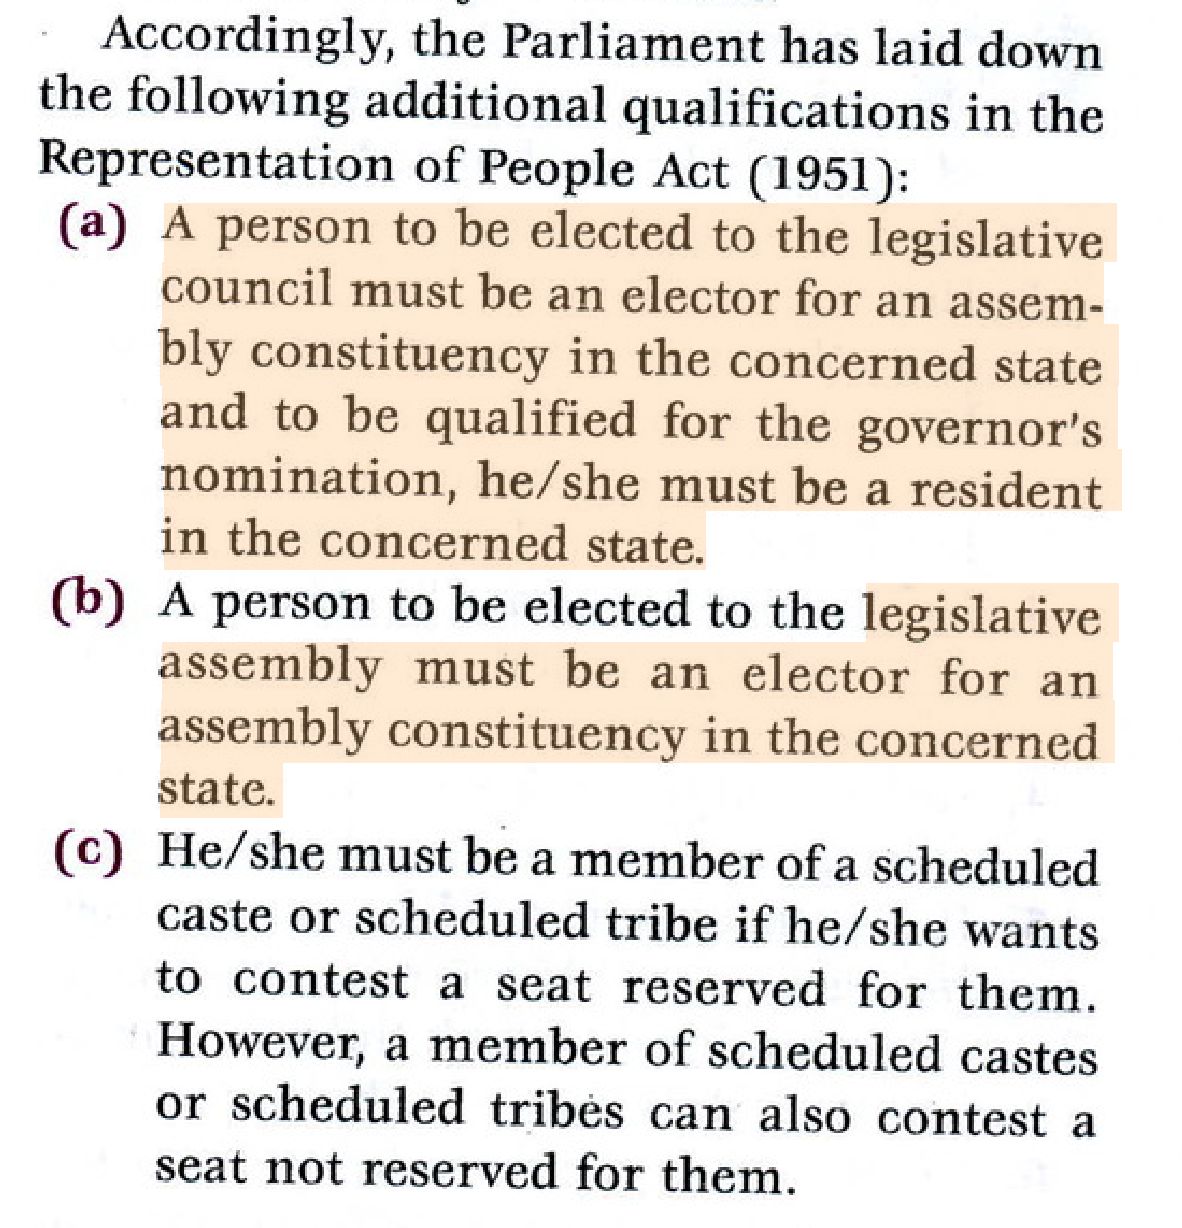 Accordingly, the Parliament has laid down
the following additional qualifications in the
Representation of People Act (1951):
(a) A person to be elected to the legislative
council must be an elector for an assem-
bly constituency in the concerned state
and to be qualified for the governor's
nomination, he/she must be a resident
in the concerned state.
(b) A person to be elected to the legislative
assembly must be an elector for an
assembly constituency in the concerned
state.
(c) He/she must be a member of a scheduled
caste or scheduled tribe if he/she wants
to contest a seat reserved for them.
However, a member of scheduled castes
or scheduled tribes can also contest a
seat not reserved for them.